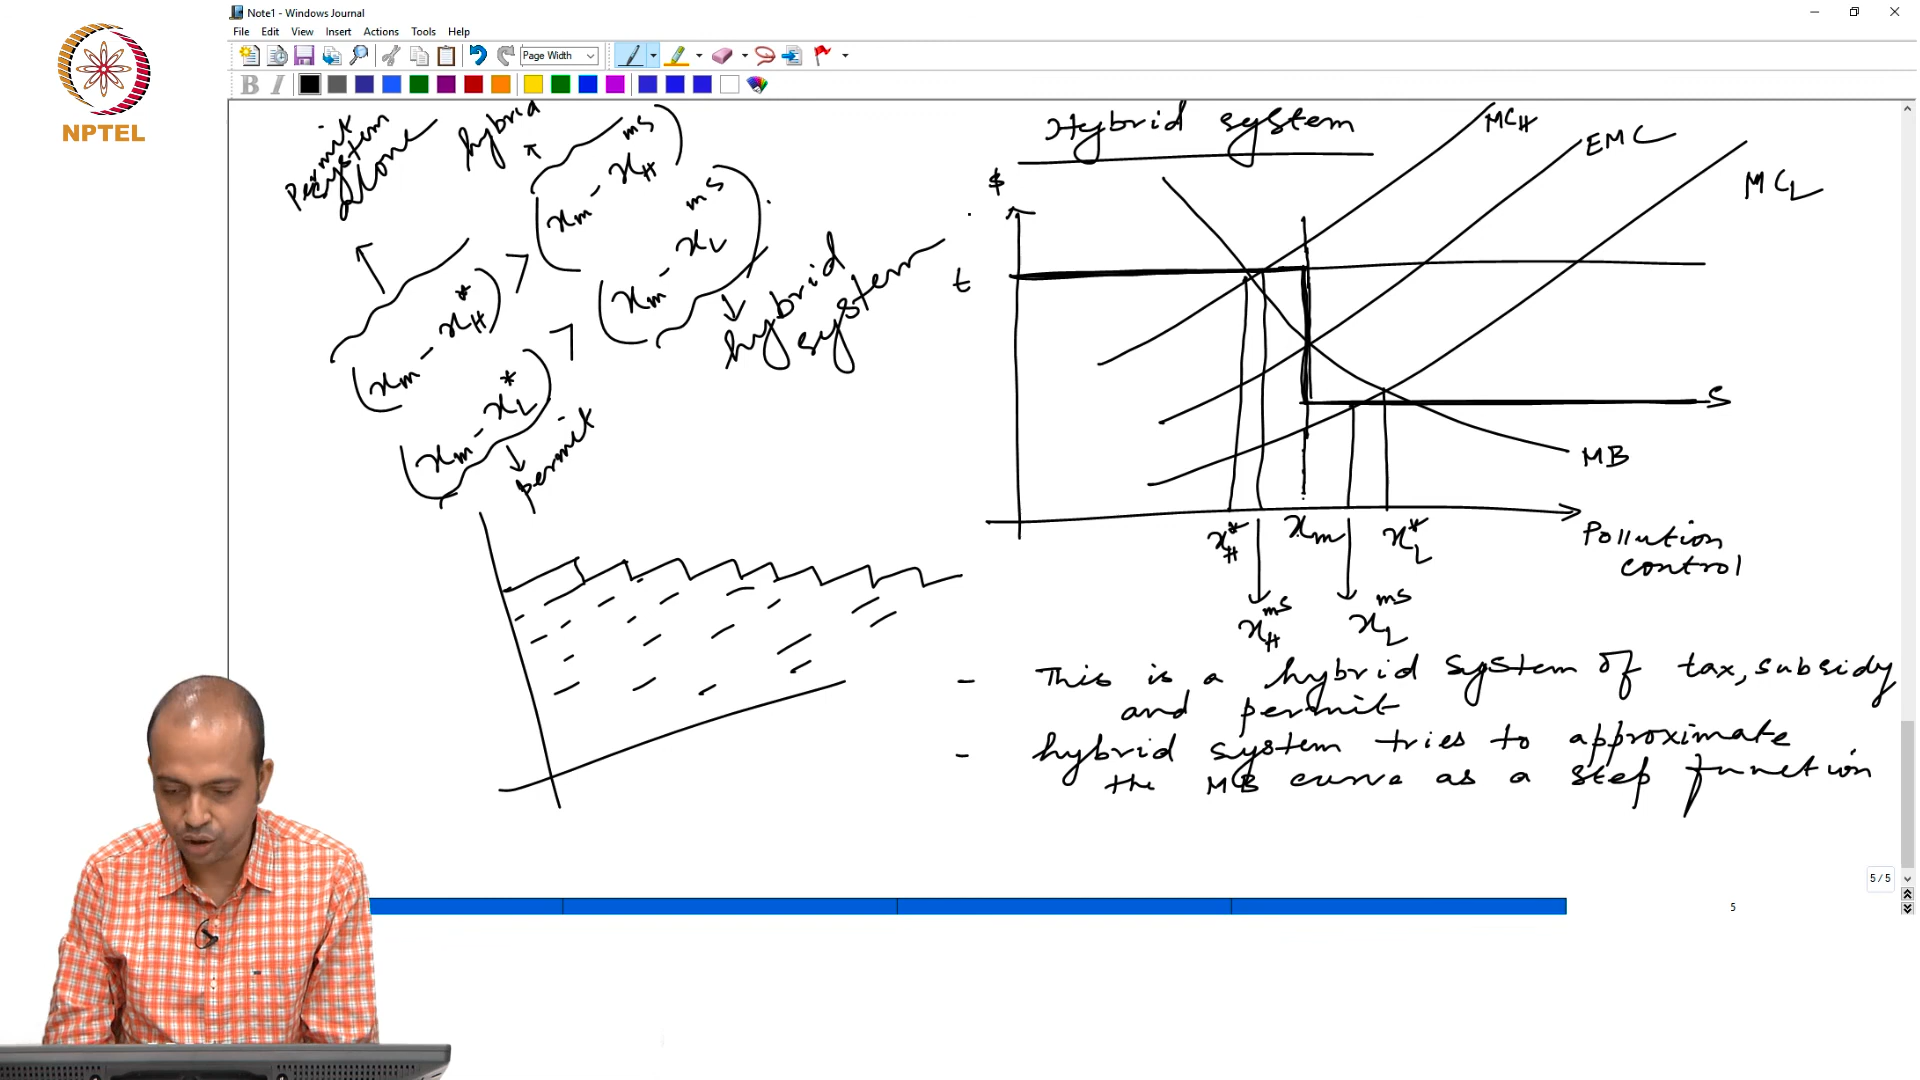 Note1 - Windows Journal
File Edit View Insert Actions Tools Help
Page Width
B I
NPTEL
Permit
system
alone
hybrid
(xm - xH^ms)
(xm - xH*) >
(xm - xL^ms)
(xm - xL*) >
hybrid
system
permit
Hybrid system
$
MCH
EMC
MCL
t
S
MB
xH* xm xL*
Pollution
control
xH^ms xL^ms
- This is a hybrid system of tax, subsidy
and permit
- hybrid system tries to approximate
the MB curve as a step function
5 / 5
5